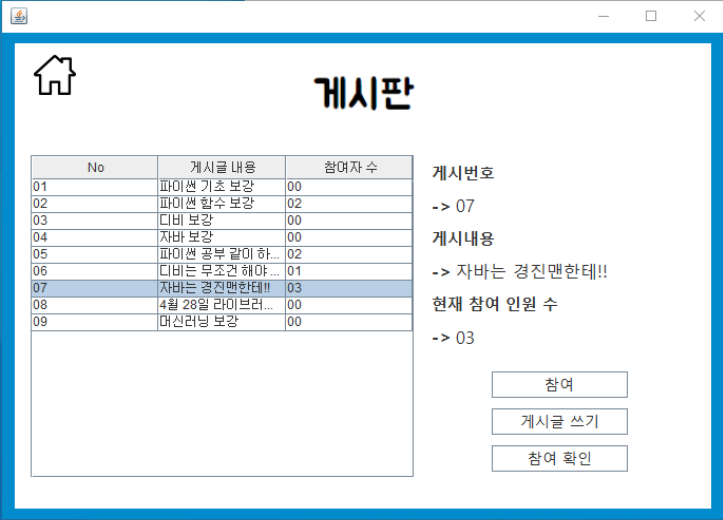 게시판
No 게시글 내용 참여자 수
01 파이썬 기초 보강 00
02 파이썬 함수 보강 02
03 디비 보강 00
04 자바 보강 00
05 파이썬 공부 같이 하... 02
06 디비는 무조건 해야 ... 01
07 자바는 경진맨한테!! 03
08 4월 28일 라이브러... 00
09 머신러닝 보강 00
게시번호
-> 07
게시내용
-> 자바는 경진맨한테!!
현재 참여 인원 수
-> 03
참여
게시글 쓰기
참여 확인